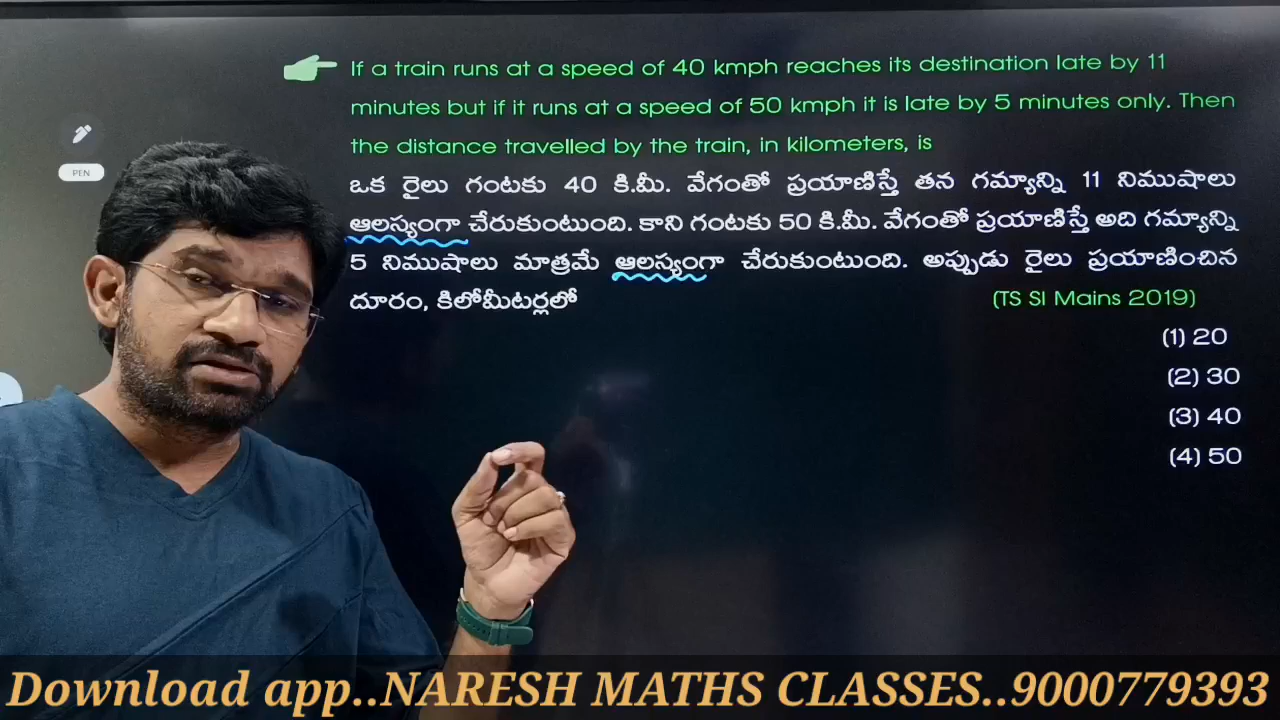 If a train runs at a speed of 40 kmph reaches its destination late by 11
minutes but if it runs at a speed of 50 kmph it is late by 5 minutes only. Then
the distance travelled by the train, in kilometers, is
PEN
ఒక రైలు గంటకు 40 కి.మీ. వేగంతో ప్రయాణిస్తే తన గమ్యాన్ని 11 నిముషాలు
ఆలస్యంగా చేరుకుంటుంది. కాని గంటకు 50 కి.మీ. వేగంతో ప్రయాణిస్తే అది గమ్యాన్ని
5 నిముషాలు మాత్రమే ఆలస్యంగా చేరుకుంటుంది. అప్పుడు రైలు ప్రయాణించిన
దూరం, కిలోమీటర్లలో
(TS SI Mains 2019)
(1) 20
(2) 30
(3) 40
(4) 50
Download app..NARESH MATHS CLASSES..9000779393